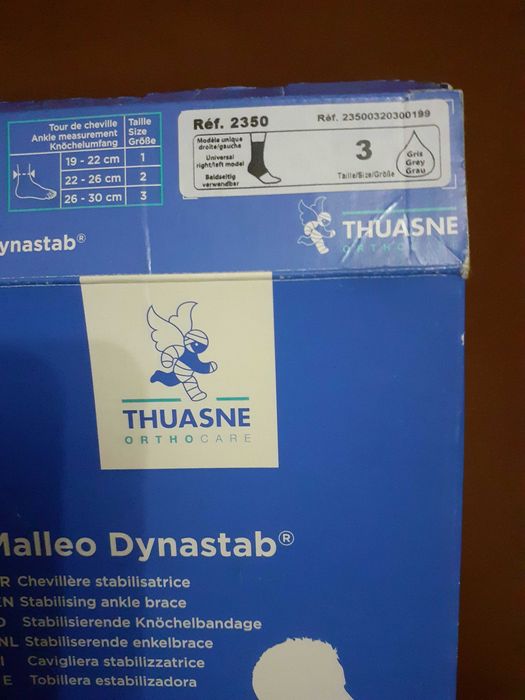 Tour de cheville
Ankle measurement
Knöchelumfang
Taille
Size
Größe
19 - 22 cm 1
22 - 26 cm 2
26 - 30 cm 3
Réf. 2350
Réf. 23500320300199
Modèle unique
droite/gauche
Universal
right/left model
Beidseitig
verwendbar
3
Taille/Size/Größe
Gris
Grey
Grau
ynastab®
THUASNE
ORTHOC
THUASNE
ORTHOCARE
Malleo Dynastab®
R Chevillère stabilisatrice
EN Stabilising ankle brace
D Stabilisierende Knöchelbandage
NL Stabiliserende enkelbrace
I Cavigliera stabilizzatrice
E Tobillera estabilizadora